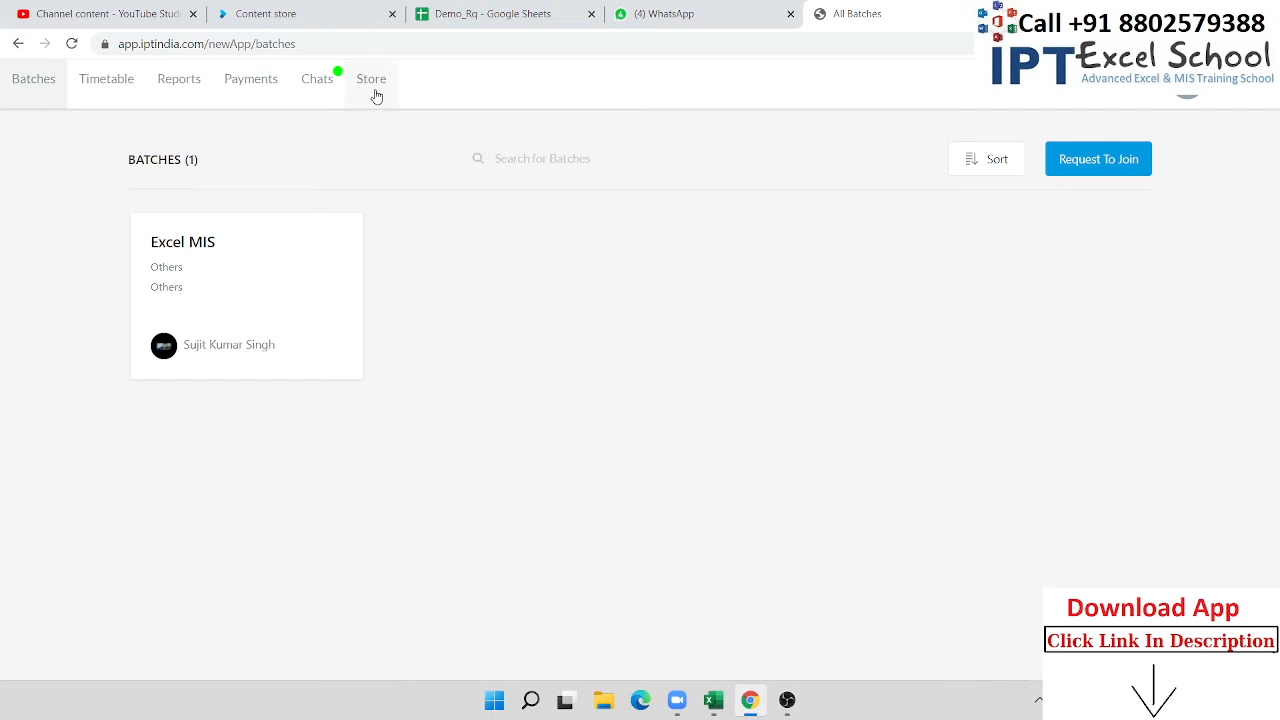 Channel content - YouTube Studi
Content store
Demo_Rq - Google Sheets
(4) WhatsApp
All Batches
Call +91 8802579388
app.iptindia.com/newApp/batches
IPT Excel School
Advanced Excel & MIS Training School
Batches
Timetable
Reports
Payments
Chats
Store
BATCHES (1)
Search for Batches
Sort
Request To Join
Excel MIS
Others
Others
Sujit Kumar Singh
Download App
Click Link In Description